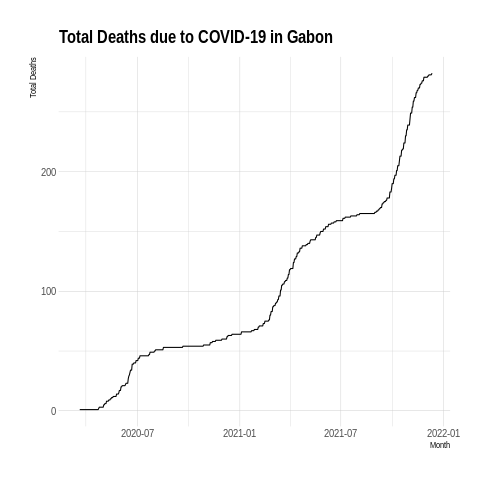 Total Deaths due to COVID-19 in Gabon
Total Deaths
200
100
0
2020-07 2021-01 2021-07 2022-01
Month